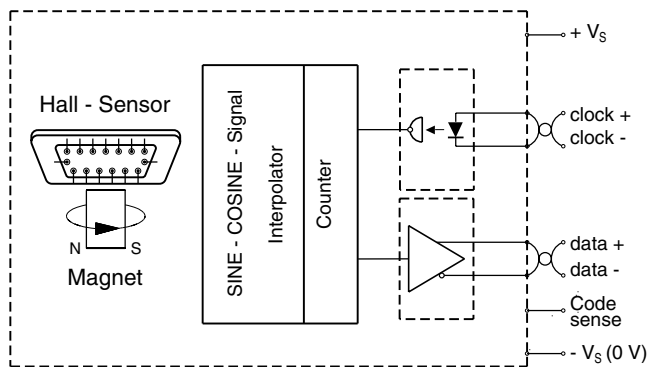 + VS
Hall - Sensor
clock +
clock -
SINE - COSINE - Signal
Interpolator
Counter
N
S
Magnet
data +
data -
Code
sense
- VS (0 V)